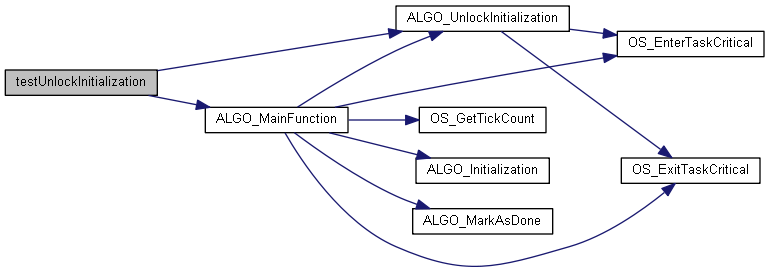 ALGO_UnlockInitialization
OS_EnterTaskCritical
testUnlockInitialization
ALGO_MainFunction
OS_GetTickCount
ALGO_Initialization
OS_ExitTaskCritical
ALGO_MarkAsDone